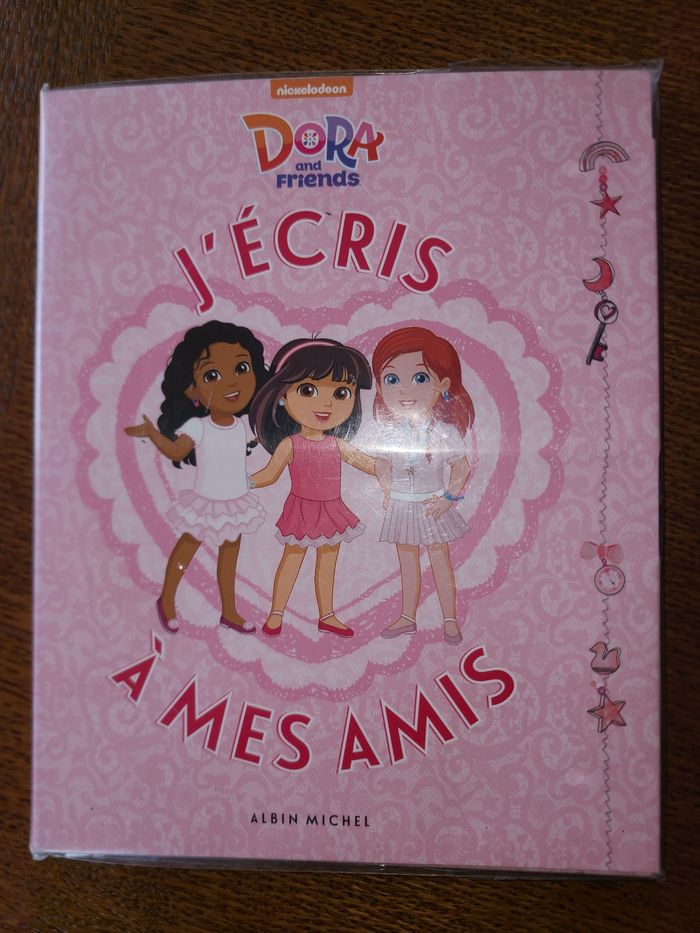 nickelodeon
DORA
and
FRIENDS
J'ÉCRIS
À MES AMIS
ALBIN MICHEL